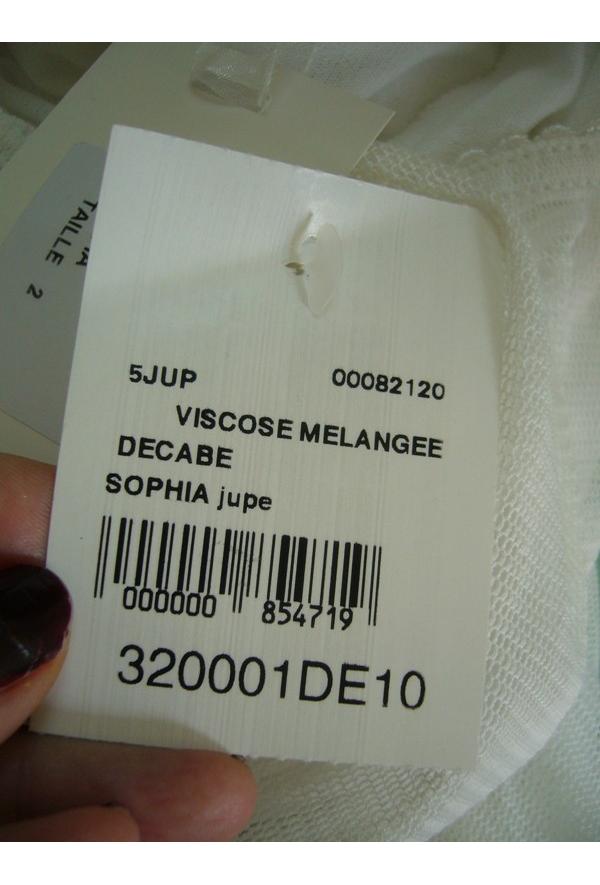 5JUP 00082120
VISCOSE MELANGEE
DECABE
SOPHIA jupe
000000 854719
320001DE10
TAILLE 2